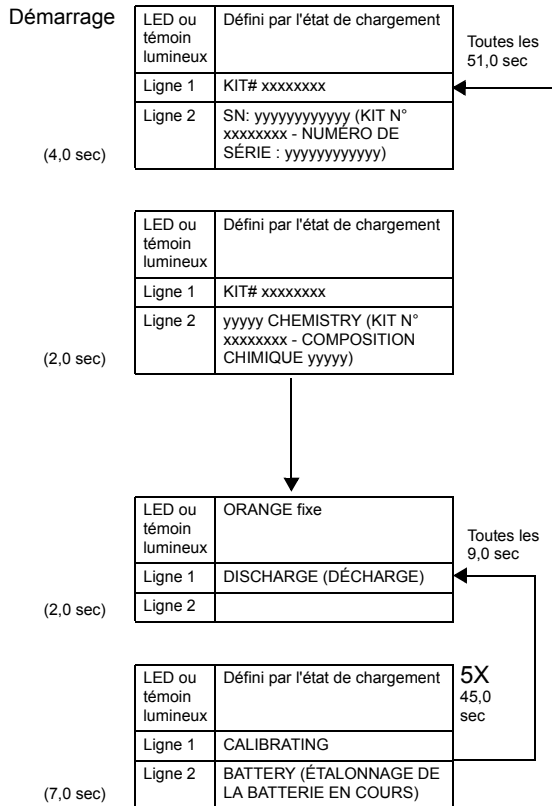 Démarrage
LED ou
témoin
lumineux
Défini par l'état de chargement
Toutes les
51,0 sec
Ligne 1
KIT# xxxxxxxx
Ligne 2
SN: yyyyyyyyyyyy (KIT N°
xxxxxxxx - NUMÉRO DE
SÉRIE : yyyyyyyyyyyy)
(4,0 sec)
LED ou
témoin
lumineux
Défini par l'état de chargement
Ligne 1
KIT# xxxxxxxx
Ligne 2
yyyyy CHEMISTRY (KIT N°
xxxxxxxx - COMPOSITION
CHIMIQUE yyyyy)
(2,0 sec)
LED ou
témoin
lumineux
ORANGE fixe
Toutes les
9,0 sec
Ligne 1
DISCHARGE (DÉCHARGE)
Ligne 2
(2,0 sec)
LED ou
témoin
lumineux
Défini par l'état de chargement
5X
45,0
sec
Ligne 1
CALIBRATING
Ligne 2
BATTERY (ÉTALONNAGE DE
LA BATTERIE EN COURS)
(7,0 sec)